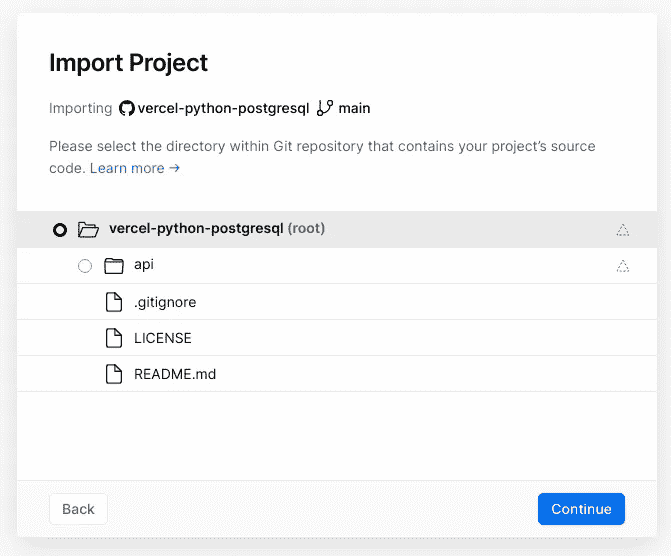 Import Project
Importing vercel-python-postgresql main
Please select the directory within Git repository that contains your project's source
code. Learn more →
vercel-python-postgresql (root)
api
.gitignore
LICENSE
README.md
Back Continue